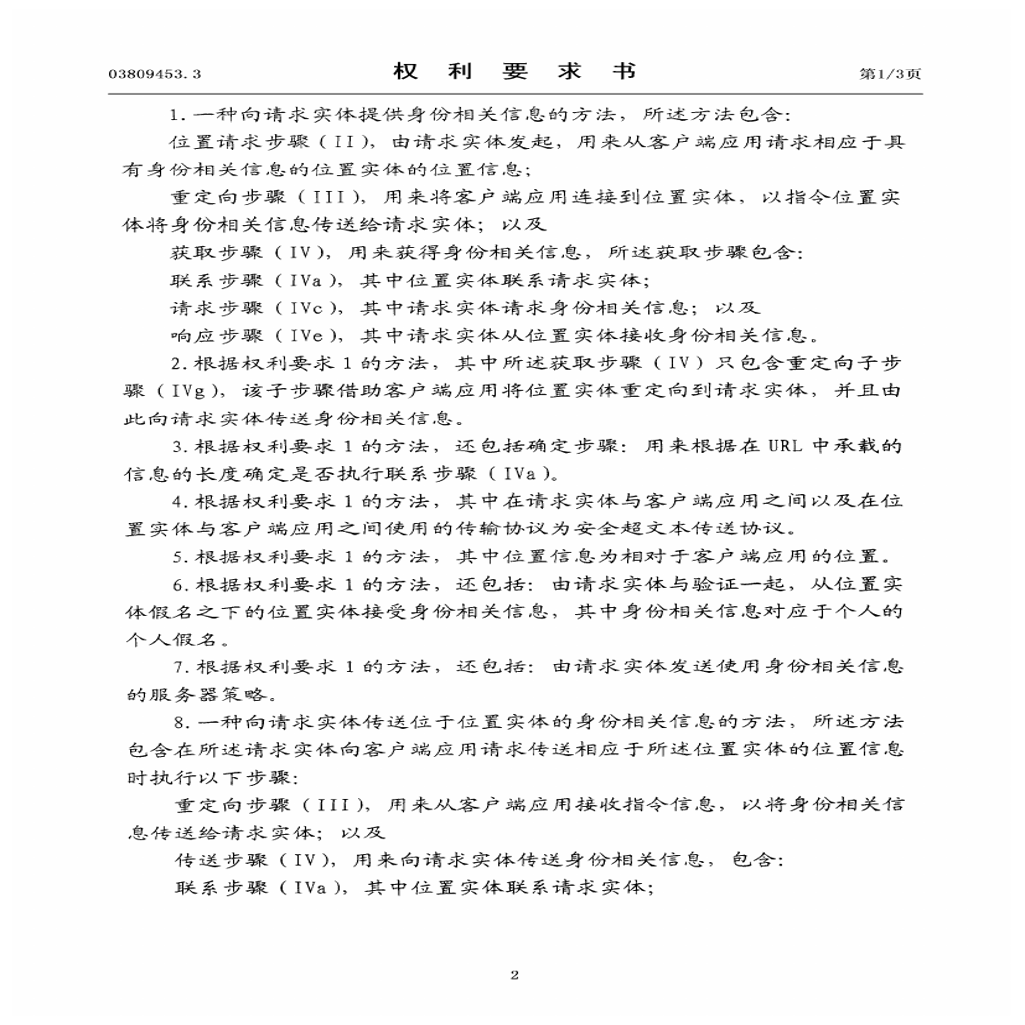 03809453.3
权 利 要 求 书
第1/3页
1.一种向请求实体提供身份相关信息的方法，所述方法包含：
位置请求步骤（II），由请求实体发起，用来从客户端应用请求相应于具
有身份相关信息的位置实体的位置信息；
重定向步骤（III），用来将客户端应用连接到位置实体，以指令位置实
体将身份相关信息传送给请求实体；以及
获取步骤（IV），用来获得身份相关信息，所述获取步骤包含：
联系步骤（IVa），其中位置实体联系请求实体；
请求步骤（IVc），其中请求实体请求身份相关信息；以及
响应步骤（IVe），其中请求实体从位置实体接收身份相关信息。
2.根据权利要求1的方法，其中所述获取步骤（IV）只包含重定向子步
骤（IVg），该子步骤借助客户端应用将位置实体重定向到请求实体，并且由
此向请求实体传送身份相关信息。
3.根据权利要求1的方法，还包括确定步骤：用来根据在URL中承载的
信息的长度确定是否执行联系步骤（IVa）。
4.根据权利要求1的方法，其中在请求实体与客户端应用之间以及在位
置实体与客户端应用之间使用的传输协议为安全超文本传送协议。
5.根据权利要求1的方法，其中位置信息为相对于客户端应用的位置。
6.根据权利要求1的方法，还包括：由请求实体与验证一起，从位置实
体假名之下的位置实体接受身份相关信息，其中身份相关信息对应于个人的
个人假名。
7.根据权利要求1的方法，还包括：由请求实体发送使用身份相关信息
的服务器策略。
8.一种向请求实体传送位于位置实体的身份相关信息的方法，所述方法
包含在所述请求实体向客户端应用请求传送相应于所述位置实体的位置信息
时执行以下步骤：
重定向步骤（III），用来从客户端应用接收指令信息，以将身份相关信
息传送给请求实体；以及
传送步骤（IV），用来向请求实体传送身份相关信息，包含：
联系步骤（IVa），其中位置实体联系请求实体；
2